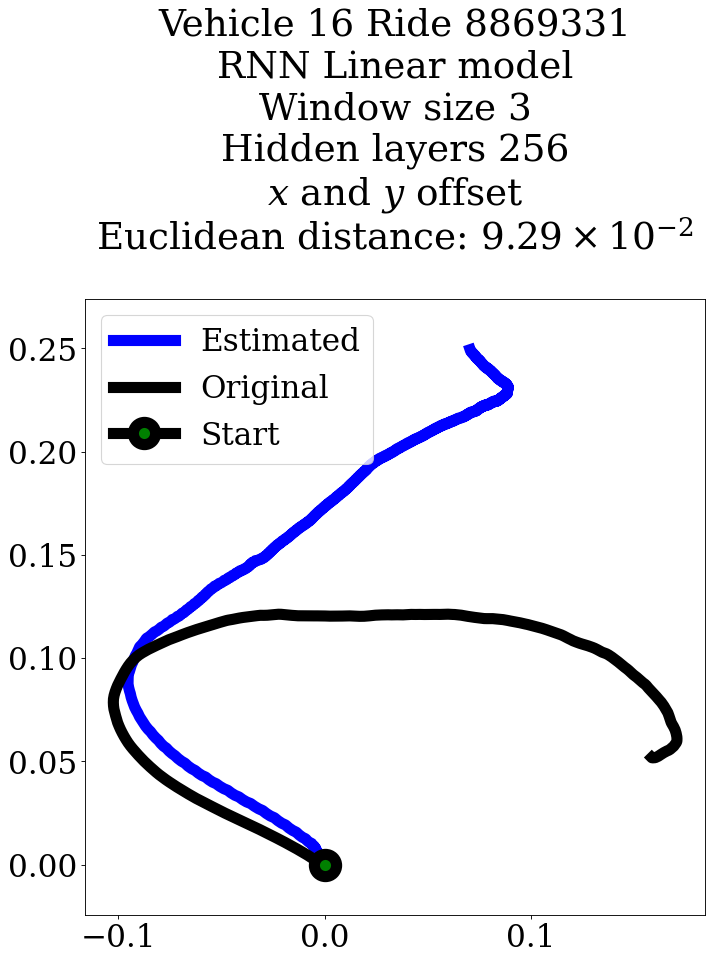 Vehicle 16 Ride 8869331
RNN Linear model
Window size 3
Hidden layers 256
x and y offset
Euclidean distance: 9.29 × 10⁻²
Estimated
Original
Start
0.25
0.20
0.15
0.10
0.05
0.00
−0.1 0.0 0.1